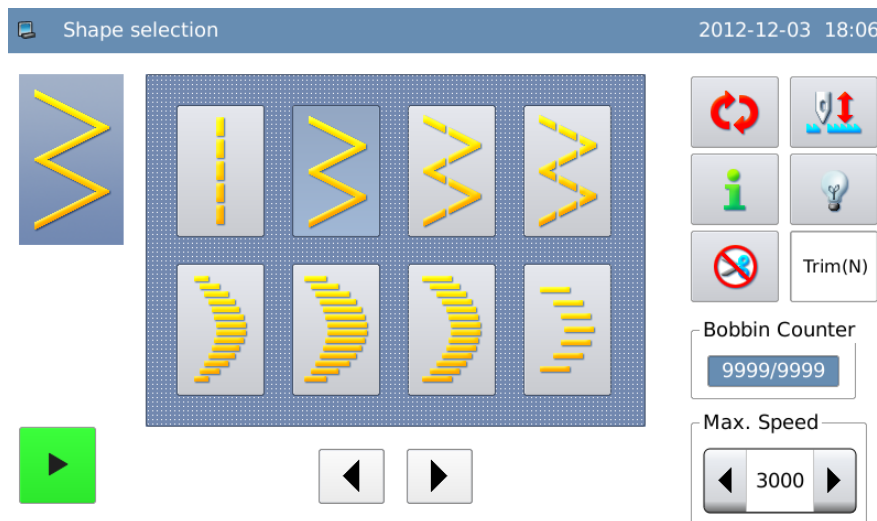 Shape selection
2012-12-03 18:06
Trim(N)
Bobbin Counter
9999/9999
Max. Speed
3000